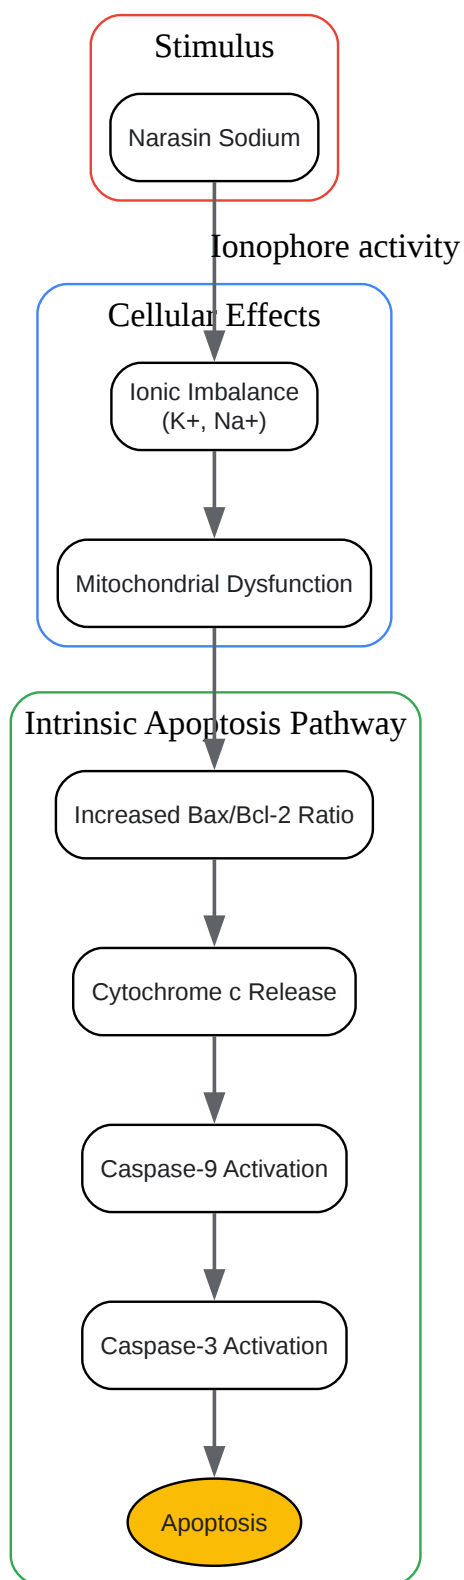 Stimulus
Narasin Sodium
Ionophore activity
Cellular Effects
Ionic Imbalance
(K+, Na+)
Mitochondrial Dysfunction
Intrinsic Apoptosis Pathway
Increased Bax/Bcl-2 Ratio
Cytochrome c Release
Caspase-9 Activation
Caspase-3 Activation
Apoptosis